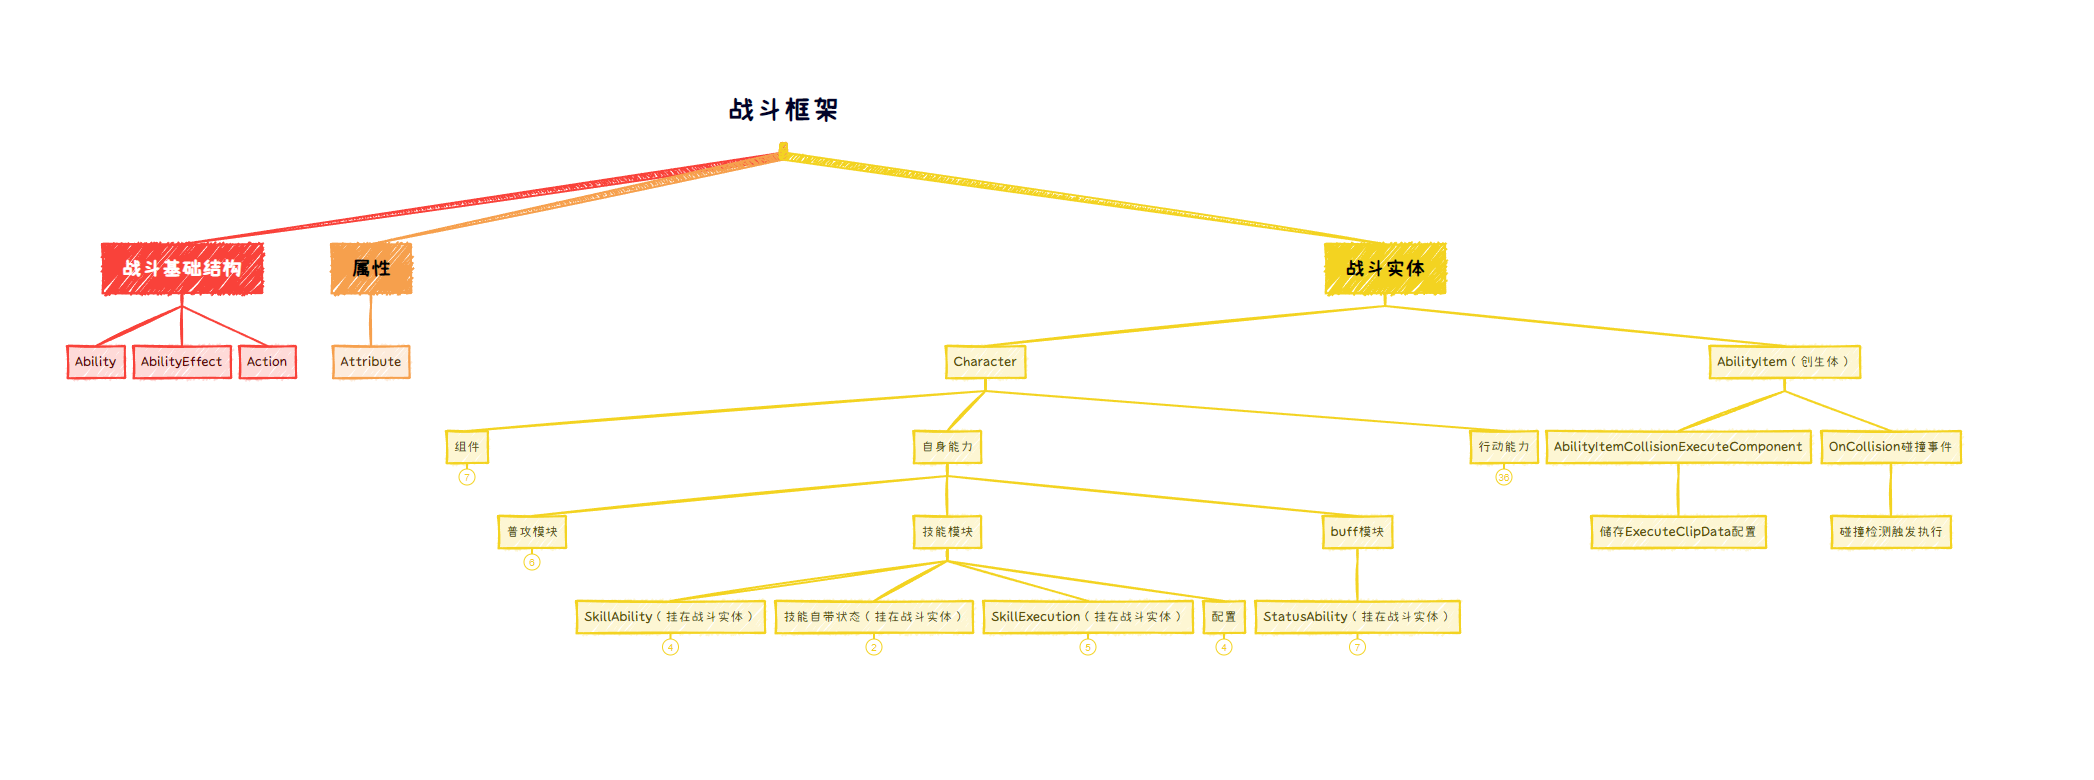 战斗框架
战斗基础结构
属性
战斗实体
Ability
AbilityEffect
Action
Attribute
Character
AbilityItem（创生体）
组件
自身能力
行动能力
AbilityItemCollisionExecuteComponent
OnCollision碰撞事件
7
36
普攻模块
技能模块
buff模块
储存ExecuteClipData配置
碰撞检测触发执行
6
SkillAbility（挂在战斗实体）
技能自带状态（挂在战斗实体）
SkillExecution（挂在战斗实体）
配置
StatusAbility（挂在战斗实体）
4
2
5
4
7